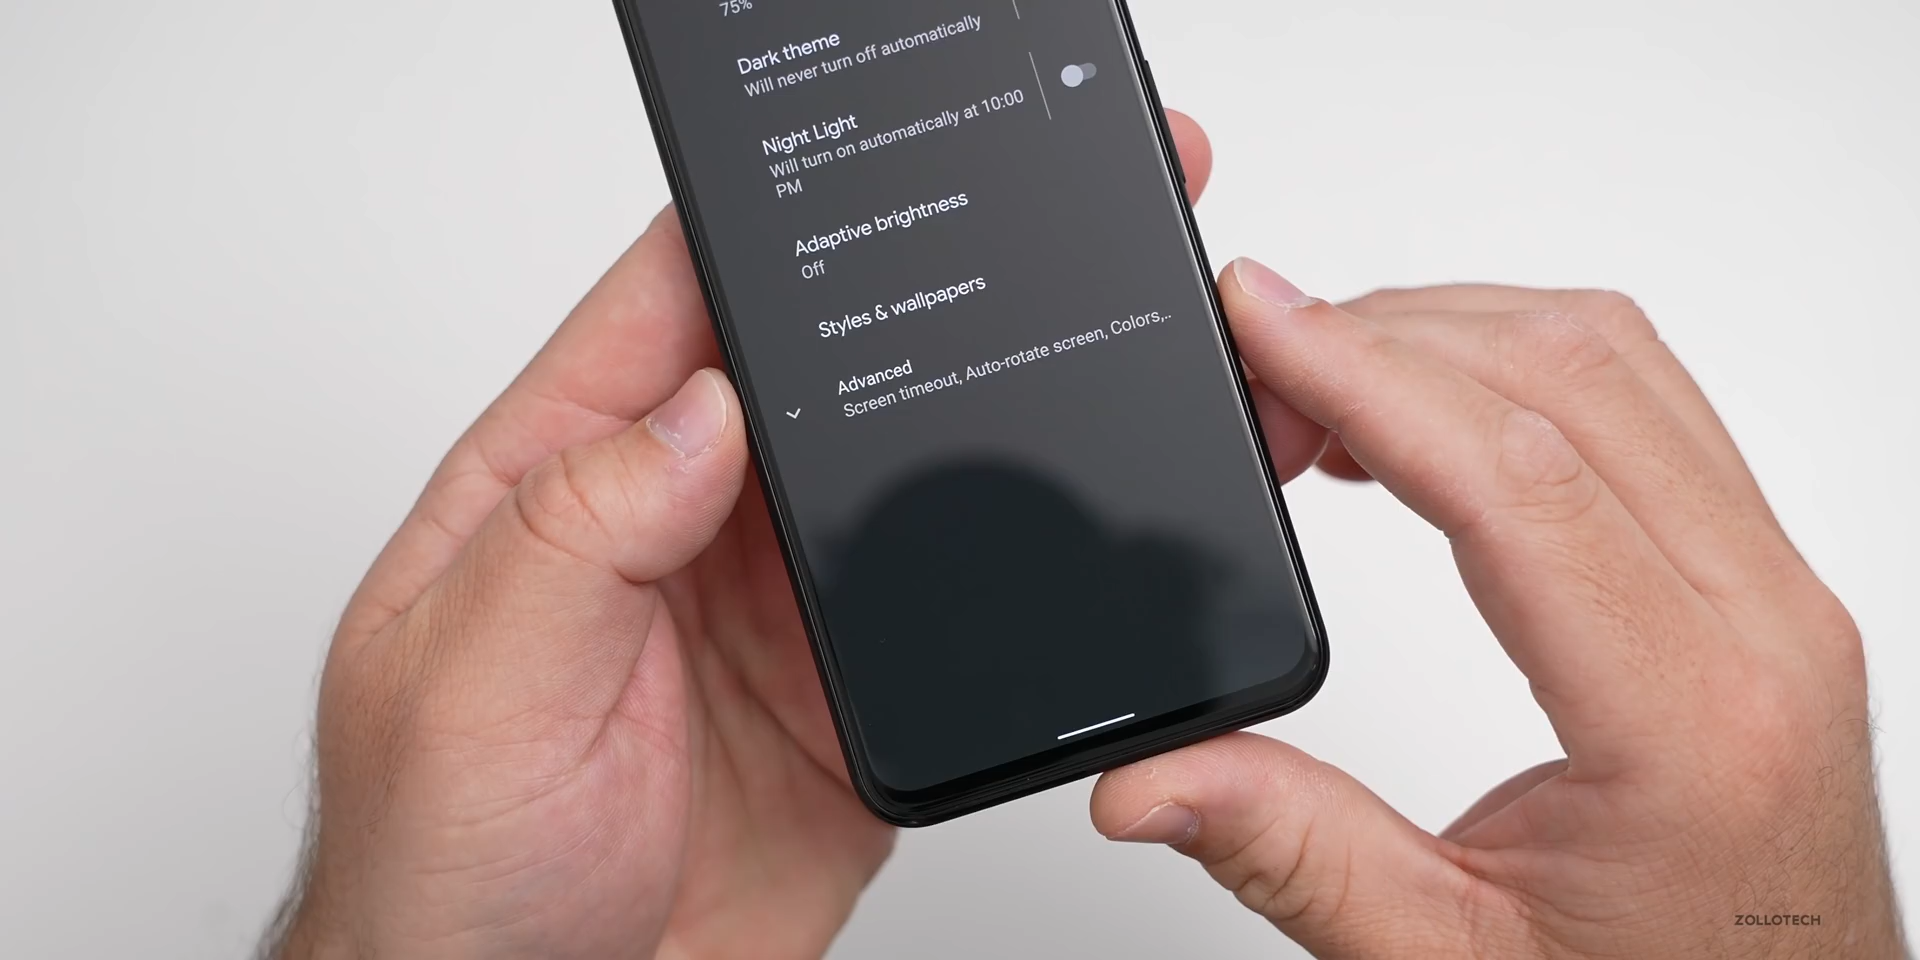 75%
Dark theme
Will never turn off automatically
Night Light
Will turn on automatically at 10:00
PM
Adaptive brightness
Off
Styles & wallpapers
Advanced
Screen timeout, Auto-rotate screen, Colors,..
ZOLLOTECH